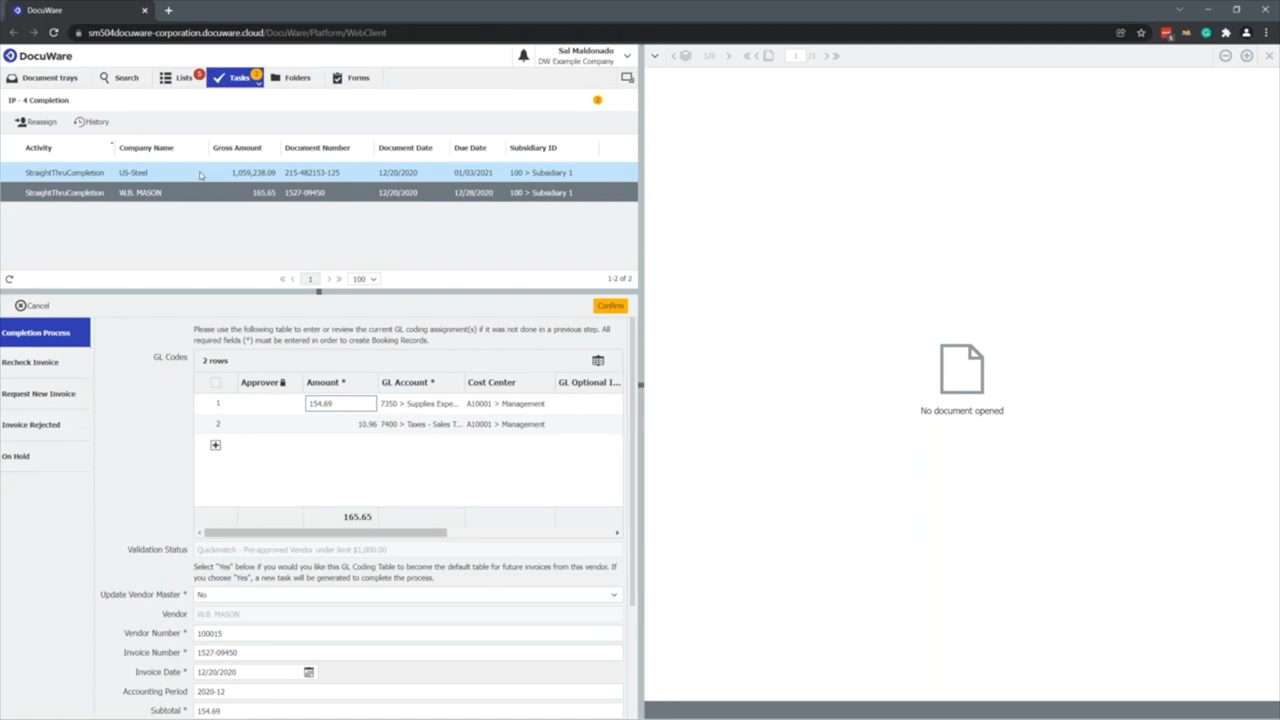 DocuWare
sm504docuware-corporation.docuware.cloud/DocuWare/Platform/WebClient
DocuWare
Sal Maldonado
DW Example Company
Document trays
Search
Lists 5
Tasks 2
Folders
Forms
1/0
1 /1
IP - 4 Completion
2
Reassign
History
Activity Company Name Gross Amount Document Number Document Date Due Date Subsidiary ID
StraightThruCompletion US-Steel 1,059,238.09 215-482153-125 12/20/2020 01/03/2021 100 > Subsidiary 1
StraightThruCompletion W.B. MASON 165.65 1527-09450 12/20/2020 12/28/2020 100 > Subsidiary 1
1 100 1-2 of 2
Cancel
Confirm
Completion Process
Recheck Invoice
Request New Invoice
Invoice Rejected
On Hold
Please use the following table to enter or review the current GL coding assignment(s) if it was not done in a previous step. All
required fields (*) must be entered in order to create Booking Records.
GL Codes 2 rows
Approver Amount * GL Account * Cost Center GL Optional I...
1 154.69 7350 > Supplies Expe... A10001 > Management
2 10.96 7400 > Taxes - Sales T... A10001 > Management
165.65
Validation Status Quickmatch - Pre-approved Vendor under limit $1,000.00
Select "Yes" below if you would you like this GL Coding Table to become the default table for future invoices from this vendor. If
you choose "Yes", a new task will be generated to complete the process.
Update Vendor Master * No
Vendor W.B. MASON
Vendor Number * 100015
Invoice Number * 1527-09450
Invoice Date * 12/20/2020
Accounting Period 2020-12
Subtotal * 154.69
No document opened